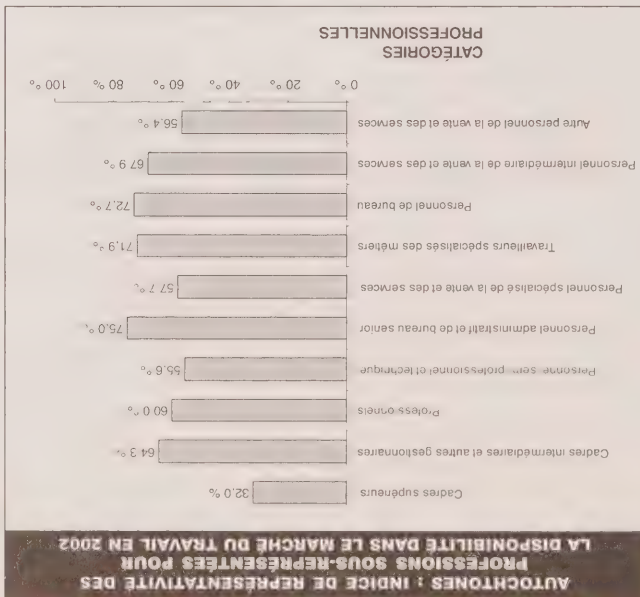 AUTOCHTONES : INDICE DE REPRÉSENTATIVITÉ DES
PROFESSIONS SOUS-REPRÉSENTÉES POUR
LA DISPONIBILITÉ DANS LE MARCHÉ DU TRAVAIL EN 2002
Cadres supérieurs 32.0 %
Cadres intermédiaires et autres gestionnaires 64 3 %
Professionnels 60 0 %
Personnel semi-professionnel et technique 55.6 %
Personnel administratif et de bureau senior 75.0 %
Personnel spécialisé de la vente et des services 57 7 %
Travailleurs spécialisés des métiers 71.9 %
Personnel de bureau 72.7 %
Personnel intermédiaire de la vente et des services 67 9 %
Autre personnel de la vente et des services 56.4 %
0 % 20 % 40 % 60 % 80 % 100 %
CATÉGORIES
PROFESSIONNELLES